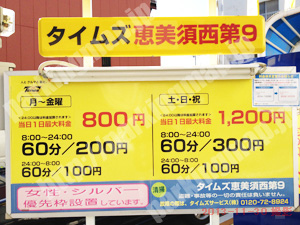 タイムズ 恵美須西第9
Times
月～金曜
当日1日最大料金 800円
8:00～24:00
60分/200円
24:00～8:00
60分/100円
土・日・祝
当日1日最大料金 1,200円
8:00～24:00
60分/300円
24:00～8:00
60分/100円
女性・シルバー
優先枠設置しています。
満車
タイムズ恵美須西第9
タイムズサービス(株) 0120-72-8924